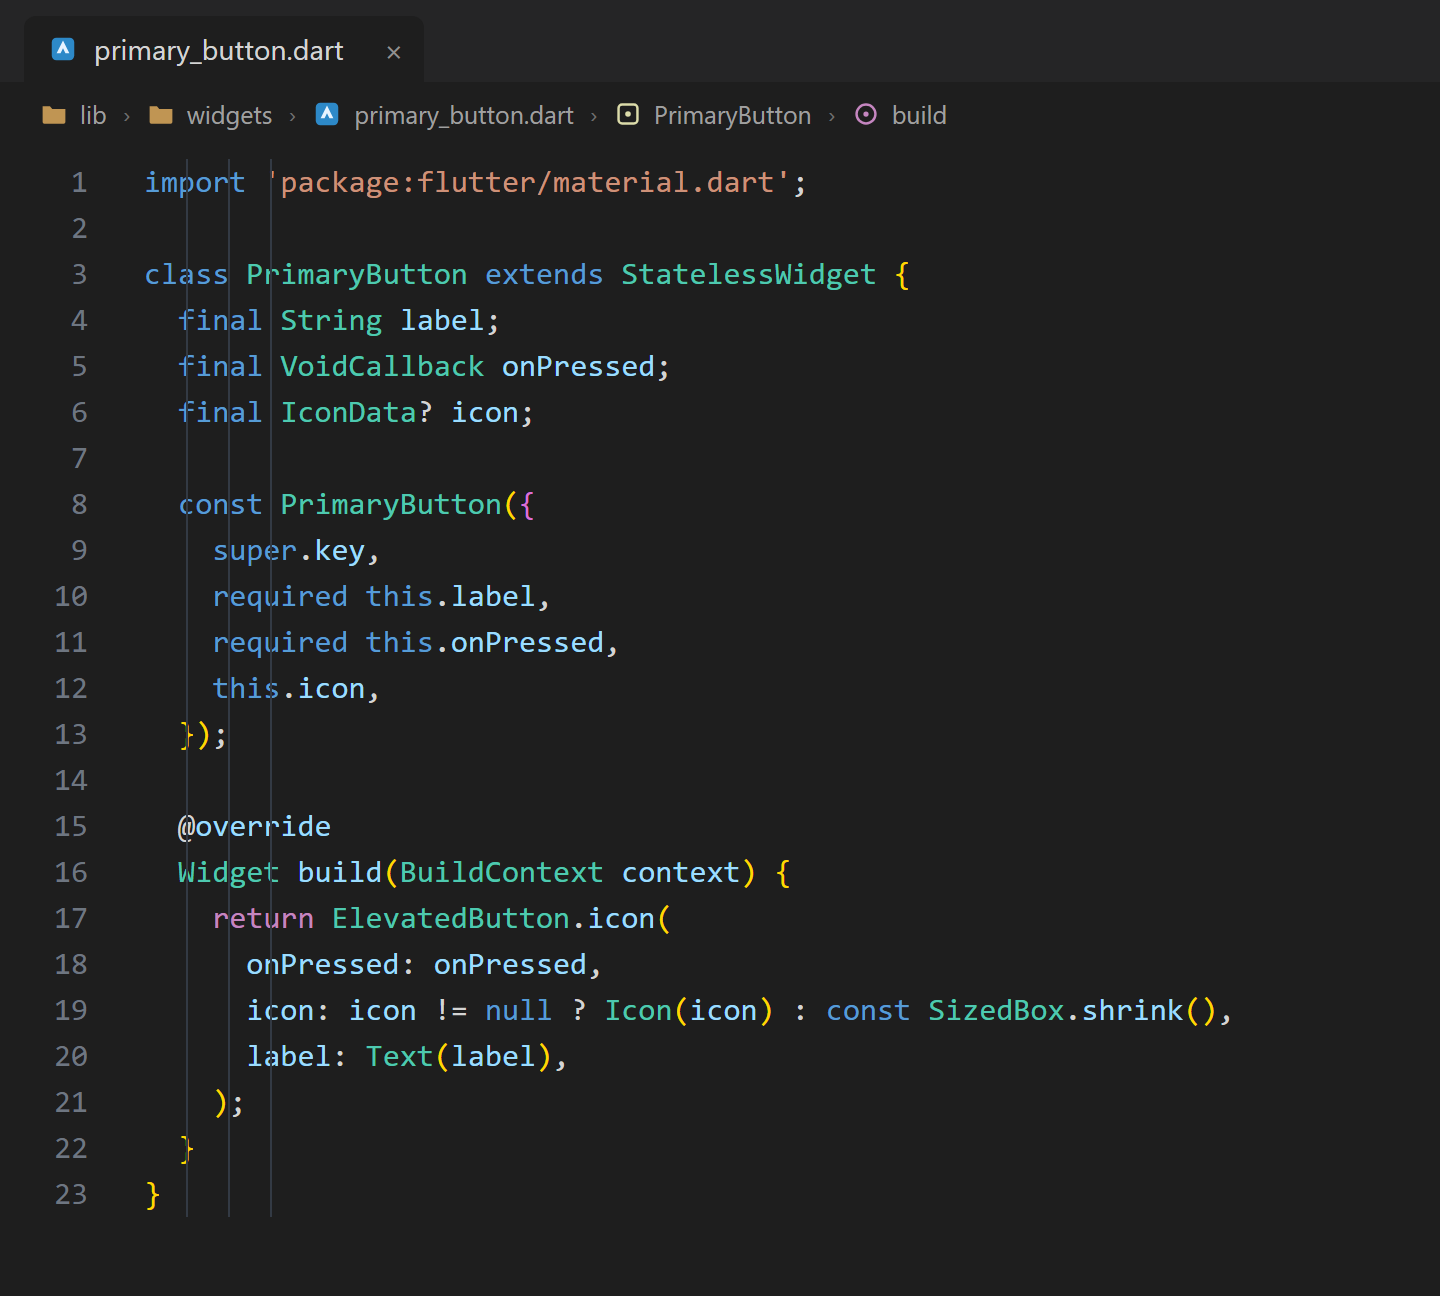 primary_button.dart ×
lib › widgets › primary_button.dart › PrimaryButton › build
1 import 'package:flutter/material.dart';
2
3 class PrimaryButton extends StatelessWidget {
4   final String label;
5   final VoidCallback onPressed;
6   final IconData? icon;
7
8   const PrimaryButton({
9     super.key,
10     required this.label,
11     required this.onPressed,
12     this.icon,
13   });
14
15   @override
16   Widget build(BuildContext context) {
17     return ElevatedButton.icon(
18       onPressed: onPressed,
19       icon: icon != null ? Icon(icon) : const SizedBox.shrink(),
20       label: Text(label),
21     );
22   }
23 }